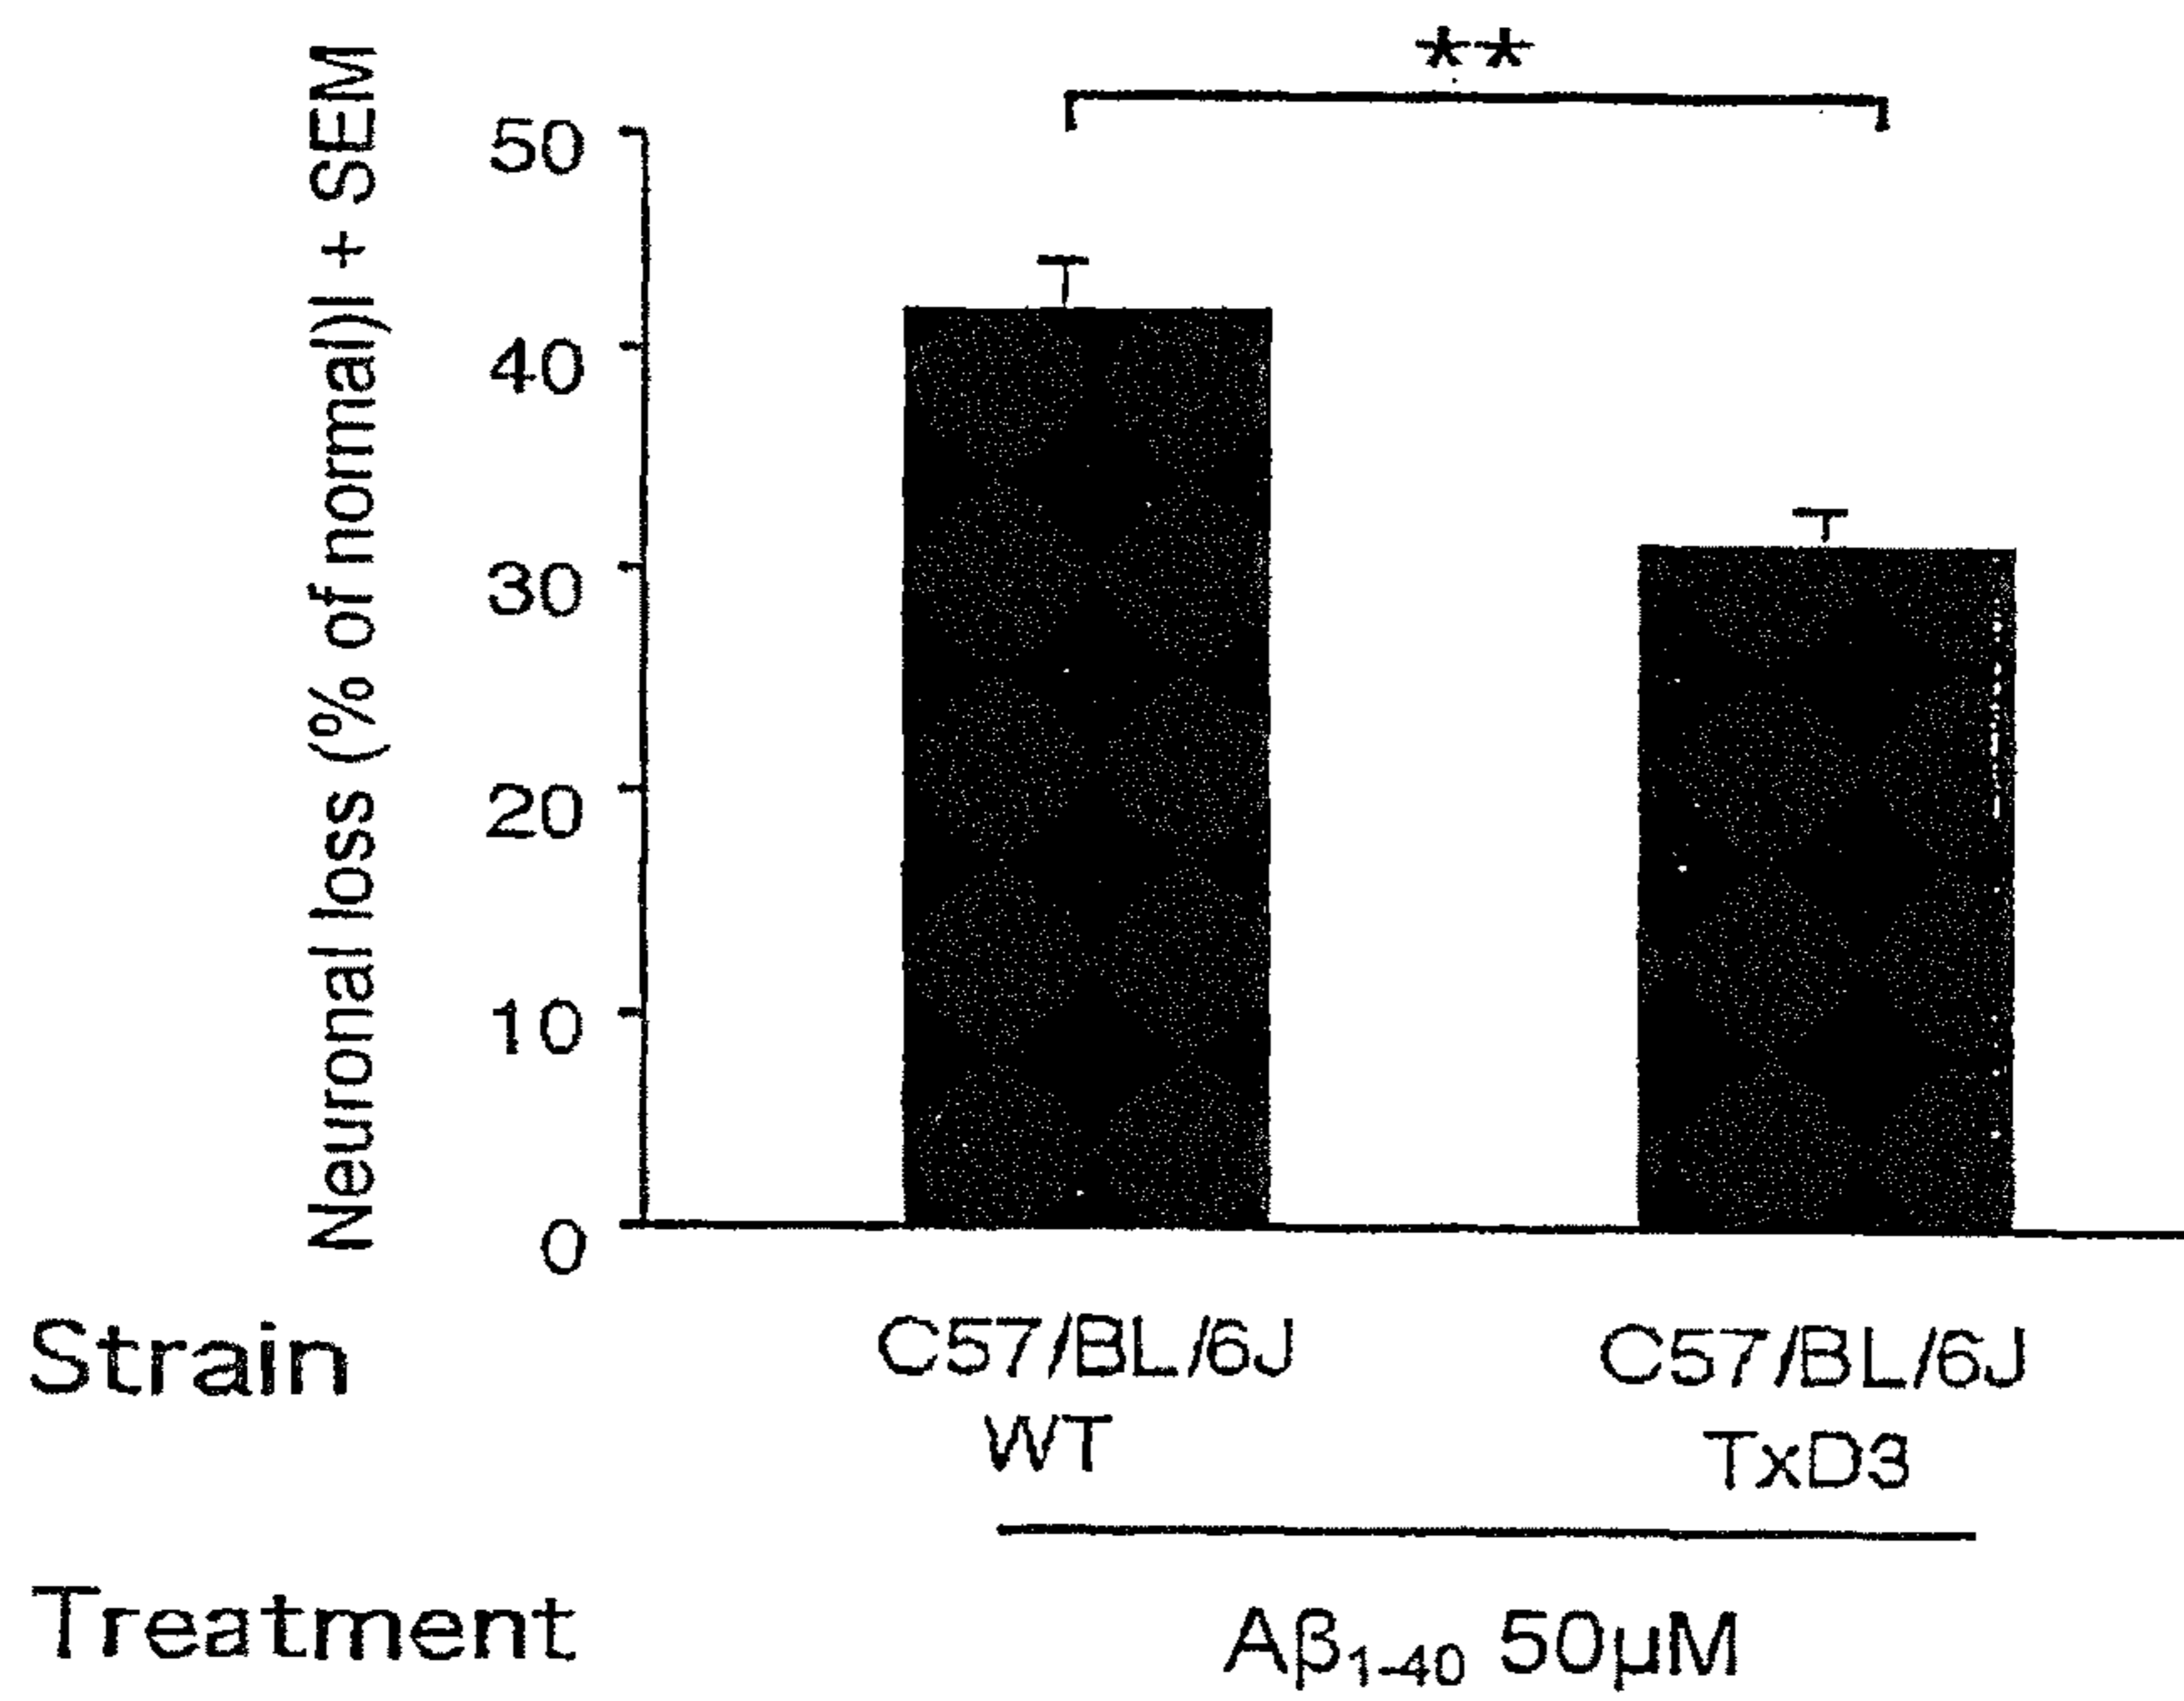 **
Neuronal loss (% of normal)l + SEM
50
40
30
20
10
0
Strain
C57/BL/6J
WT
C57/BL/6J
TxD3
Treatment
Aβ₁₋₄₀ 50µM